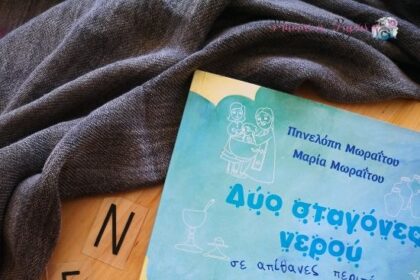 Πηνελόπη Μωραΐτου
Μαρία Μωραΐτου
Δύο σταγόνες
νερού
σε απίθανες
N